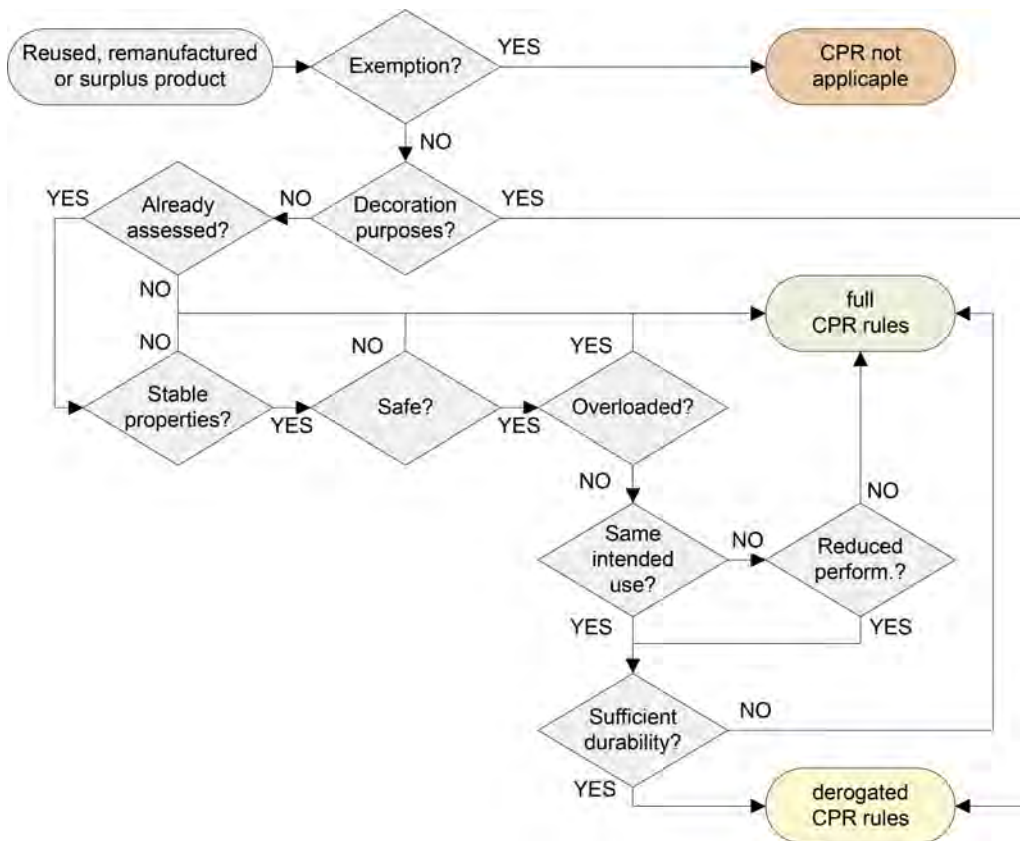 Reused, remanufactured
or surplus product
Exemption?
YES
CPR not
applicaple
NO
YES
Already
assessed?
NO
Decoration
purposes?
YES
NO
NO
NO
YES
full
CPR rules
Stable
properties?
YES
Safe?
YES
Overloaded?
NO
NO
Same
intended
use?
NO
Reduced
perform.?
YES
YES
Sufficient
durability?
NO
YES
derogated
CPR rules